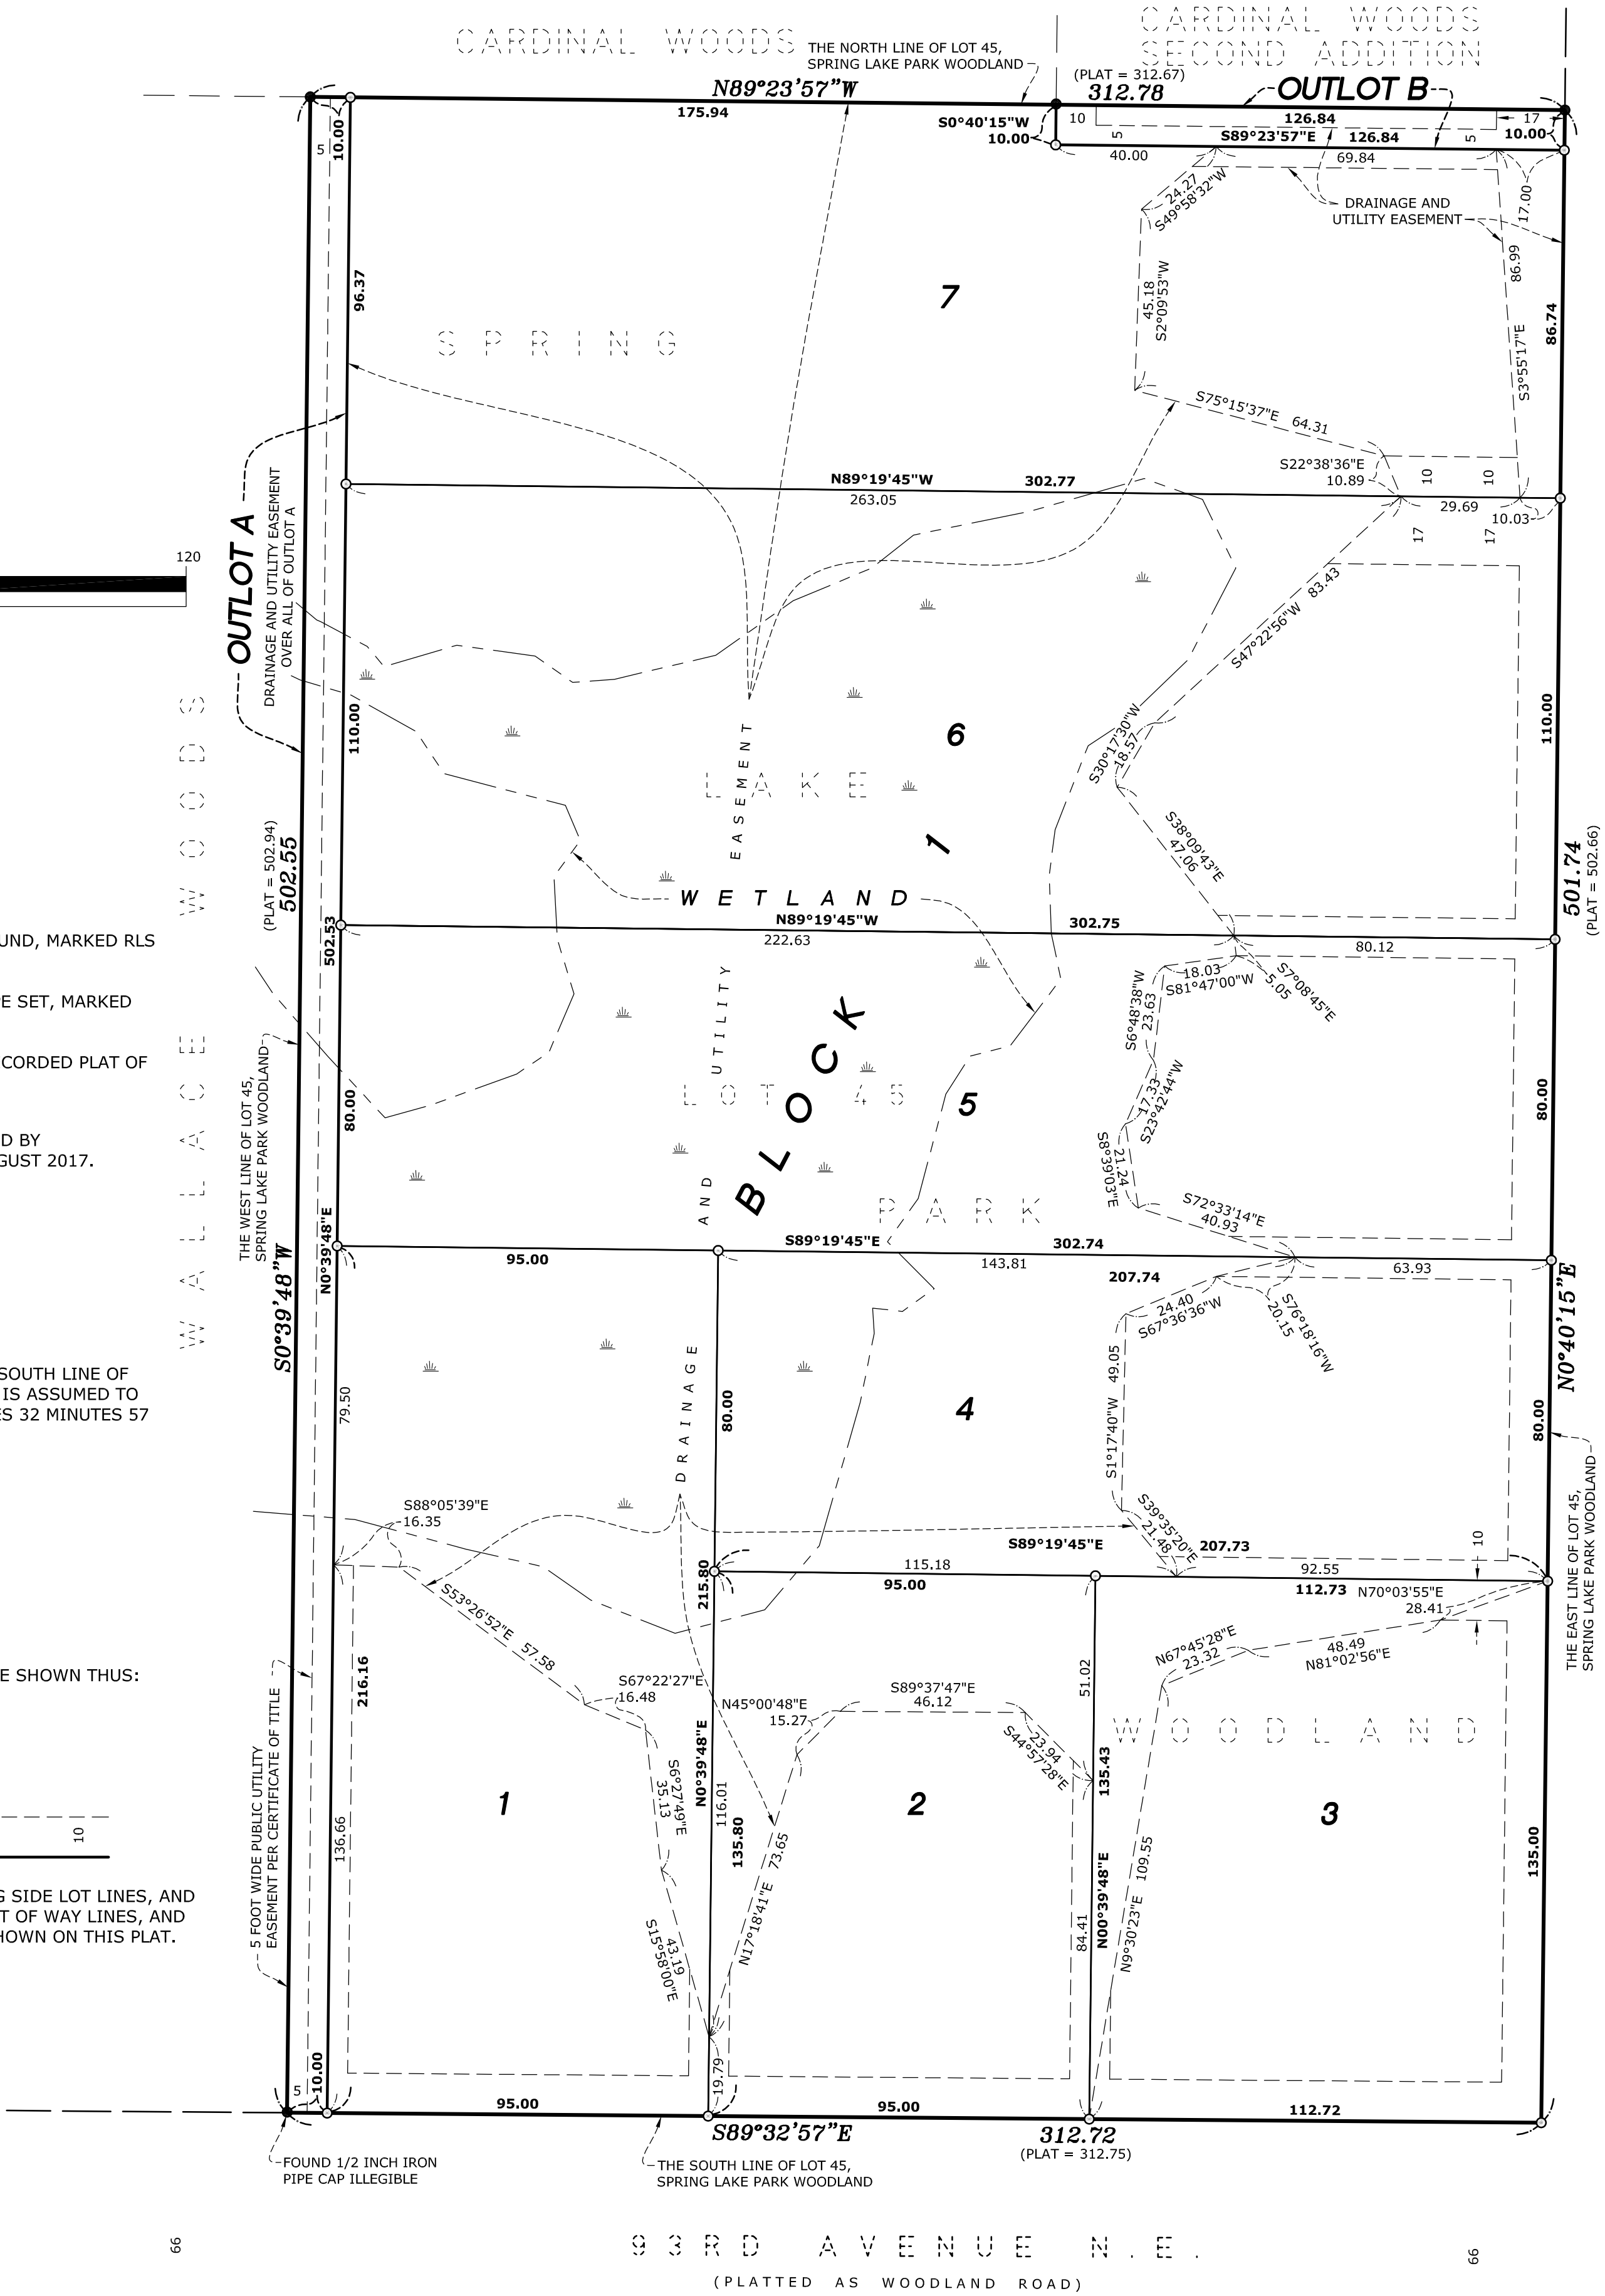 CARDINAL WOODS
CARDINAL WOODS
SECOND ADDITION
THE NORTH LINE OF LOT 45,
SPRING LAKE PARK WOODLAND
(PLAT = 312.67)
N89°23'57"W
312.78
OUTLOT B
175.94
S0°40'15"W
10.00
10
5
126.84
17
10.00
S89°23'57"E
126.84
5
40.00
69.84
10.00
5
24.27
S49°58'32"W
DRAINAGE AND
UTILITY EASEMENT
17.00
86.99
S3°55'17"E
86.74
7
45.18
S2°09'53"W
96.37
SPRING
S75°15'37"E 64.31
S22°38'36"E
10.89
10
10
N89°19'45"W
302.77
263.05
29.69
10.03
17
17
120
OUTLOT A
DRAINAGE AND UTILITY EASEMENT
OVER ALL OF OUTLOT A
S47°22'56"W 83.43
110.00
6
110.00
S30°17'30"W
18.57
EASEMENT
LAKE
1
S38°09'43"E
47.06
WALLACE WOODS
(PLAT = 502.94)
502.55
502.53
501.74
(PLAT = 502.66)
WETLAND
N89°19'45"W
302.75
222.63
80.12
UND, MARKED RLS
PE SET, MARKED
CORDED PLAT OF
D BY
GUST 2017.
18.03
S81°47'00"W
S7°08'45"E
5.05
S6°48'38"W
23.63
UTILITY
BLOCK
LOT 45
5
17.33
S23°42'44"W
80.00
80.00
THE WEST LINE OF LOT 45,
SPRING LAKE PARK WOODLAND
S8°39'03"E
21.24
S72°33'14"E
40.93
AND
PARK
S0°39'48"W
N0°39'48"E
S89°19'45"E
302.74
95.00
143.81
207.74
63.93
24.40
S67°36'36"W
S76°18'16"W
20.15
N0°40'15"E
SOUTH LINE OF
IS ASSUMED TO
ES 32 MINUTES 57
79.50
DRAINAGE
80.00
4
S1°17'40"W 49.05
80.00
THE EAST LINE OF LOT 45,
SPRING LAKE PARK WOODLAND
S88°05'39"E
16.35
S39°35'20"E
21.48
S89°19'45"E
207.73
10
115.18
92.55
95.00
112.73
N70°03'55"E
28.41
215.80
S53°26'52"E 57.58
N67°45'28"E
23.32
48.49
N81°02'56"E
E SHOWN THUS:
216.16
S67°22'27"E
16.48
N45°00'48"E
15.27
S89°37'47"E
46.12
51.02
23.94
S44°57'28"E
WOODLAND
N0°39'48"E
S6°27'49"E
35.13
116.01
135.80
135.43
1
2
3
136.66
10
73.65
N17°18'41"E
N9°30'23"E 109.55
135.00
5 FOOT WIDE PUBLIC UTILITY
EASEMENT PER CERTIFICATE OF TITLE
G SIDE LOT LINES, AND
T OF WAY LINES, AND
HOWN ON THIS PLAT.
43.19
S15°58'00"E
84.41
N00°39'48"E
10.00
5
19.79
95.00
95.00
112.72
S89°32'57"E
312.72
(PLAT = 312.75)
FOUND 1/2 INCH IRON
PIPE CAP ILLEGIBLE
THE SOUTH LINE OF LOT 45,
SPRING LAKE PARK WOODLAND
66
93RD AVENUE N.E.
66
(PLATTED AS WOODLAND ROAD)